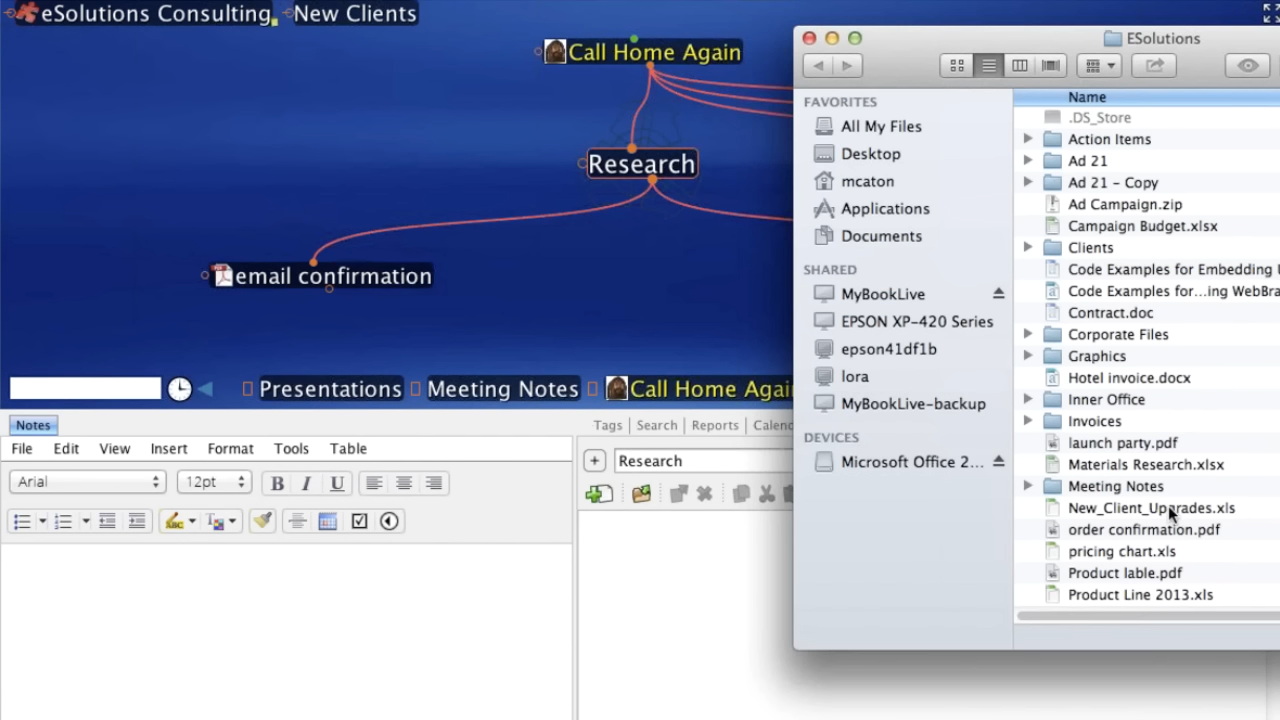 eSolutions Consulting
New Clients
Call Home Again
Research
email confirmation
Presentations
Meeting Notes
Call Home Again
Notes
File Edit View Insert Format Tools Table
Arial
12pt
B I U
Tags | Search | Reports |
Research
ESolutions
FAVORITES
All My Files
Desktop
mcaton
Applications
Documents
SHARED
MyBookLive
EPSON XP-420 Series
epson41df1b
lora
MyBookLive-backup
DEVICES
Microsoft Office 2...
Name
.DS_Store
Action Items
Ad 21
Ad 21 - Copy
Ad Campaign.zip
Campaign Budget.xlsx
Clients
Code Examples for Embedding
Code Examples for...ing WebBra
Contract.doc
Corporate Files
Graphics
Hotel invoice.docx
Inner Office
Invoices
launch party.pdf
Materials Research.xlsx
Meeting Notes
New_Client_Upgrades.xls
order confirmation.pdf
pricing chart.xls
Product lable.pdf
Product Line 2013.xls